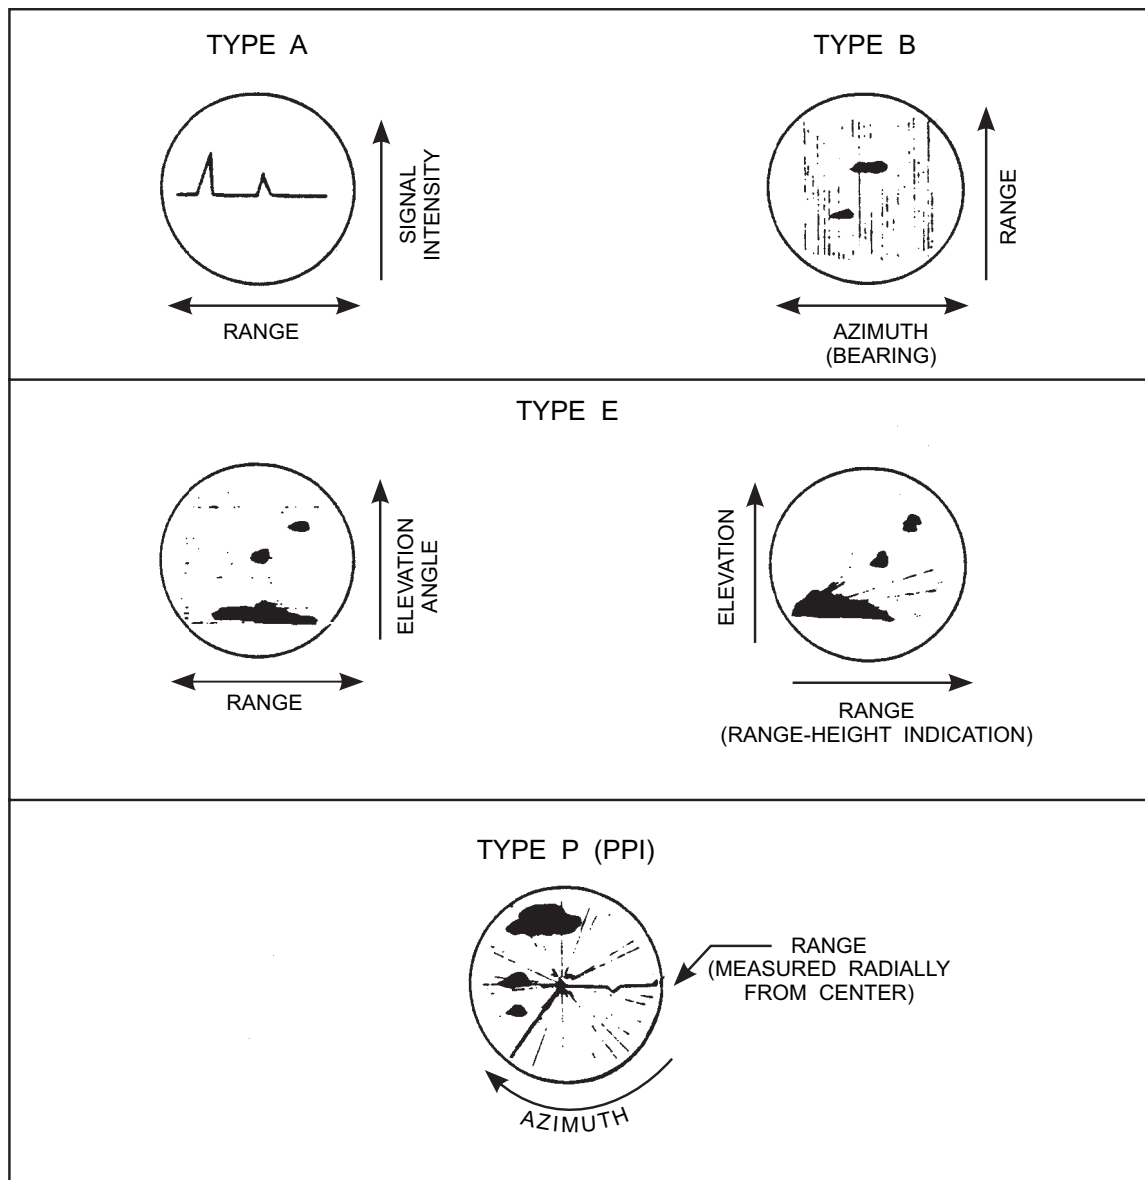 TYPE A
SIGNAL
INTENSITY
RANGE
TYPE B
RANGE
AZIMUTH
(BEARING)
TYPE E
ELEVATION
ANGLE
RANGE
ELEVATION
RANGE
(RANGE-HEIGHT INDICATION)
TYPE P (PPI)
RANGE
(MEASURED RADIALLY
FROM CENTER)
AZIMUTH